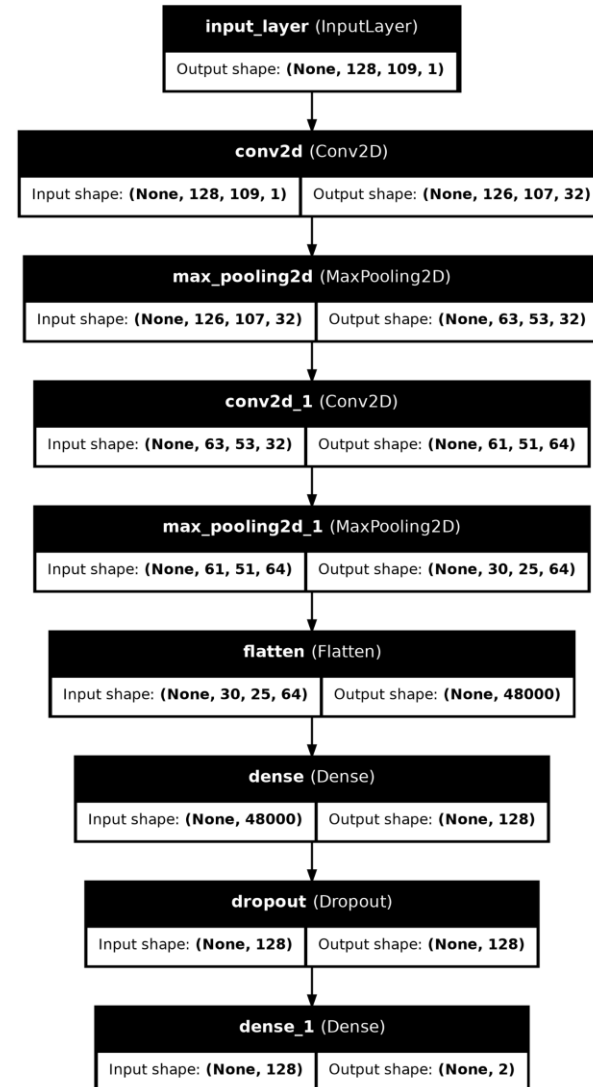 input_layer (InputLayer)
Output shape: (None, 128, 109, 1)
conv2d (Conv2D)
Input shape: (None, 128, 109, 1) Output shape: (None, 126, 107, 32)
max_pooling2d (MaxPooling2D)
Input shape: (None, 126, 107, 32) Output shape: (None, 63, 53, 32)
conv2d_1 (Conv2D)
Input shape: (None, 63, 53, 32) Output shape: (None, 61, 51, 64)
max_pooling2d_1 (MaxPooling2D)
Input shape: (None, 61, 51, 64) Output shape: (None, 30, 25, 64)
flatten (Flatten)
Input shape: (None, 30, 25, 64) Output shape: (None, 48000)
dense (Dense)
Input shape: (None, 48000) Output shape: (None, 128)
dropout (Dropout)
Input shape: (None, 128) Output shape: (None, 128)
dense_1 (Dense)
Input shape: (None, 128) Output shape: (None, 2)